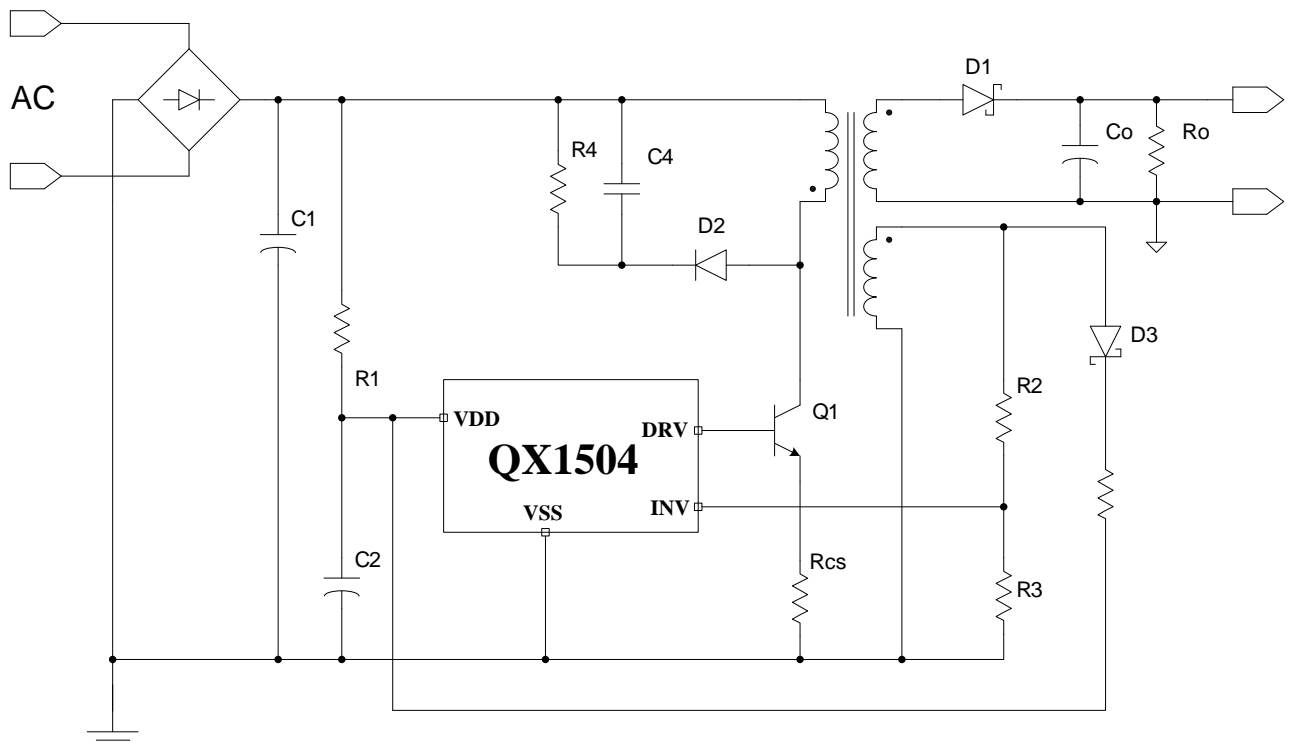 D1
AC
Co
Ro
R4
C4
C1
D2
D3
R1
R2
Q1
VDD
DRV
QX1504
INV
VSS
C2
Rcs
R3